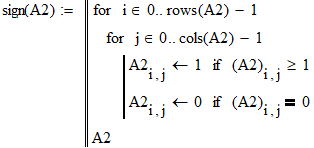 sign(A2) := for i ∈ 0.. rows(A2) − 1
for j ∈ 0.. cols(A2) − 1
A2i,j ← 1 if (A2)i,j ≥ 1
A2i,j ← 0 if (A2)i,j = 0
A2